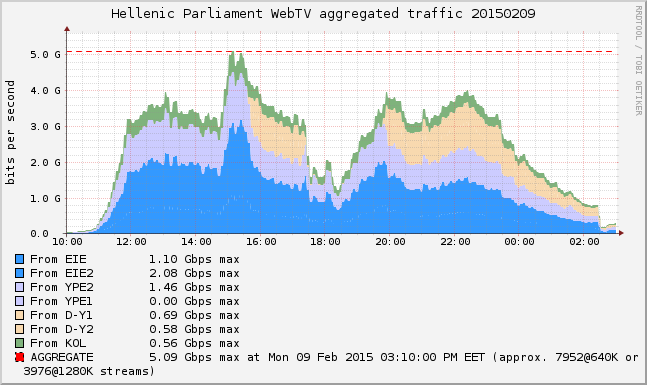 Hellenic Parliament WebTV aggregated traffic 20150209
RRDTOOL / TOBI OETIKER
bits per second
5.0 G
4.0 G
3.0 G
2.0 G
1.0 G
0.0
10:00 12:00 14:00 16:00 18:00 20:00 22:00 00:00 02:00
From EIE 1.10 Gbps max
From EIE2 2.08 Gbps max
From YPE2 1.46 Gbps max
From YPE1 0.00 Gbps max
From D-Y1 0.69 Gbps max
From D-Y2 0.58 Gbps max
From KOL 0.56 Gbps max
AGGREGATE 5.09 Gbps max at Mon 09 Feb 2015 03:10:00 PM EET (approx. 7952@640K or
3976@1280K streams)